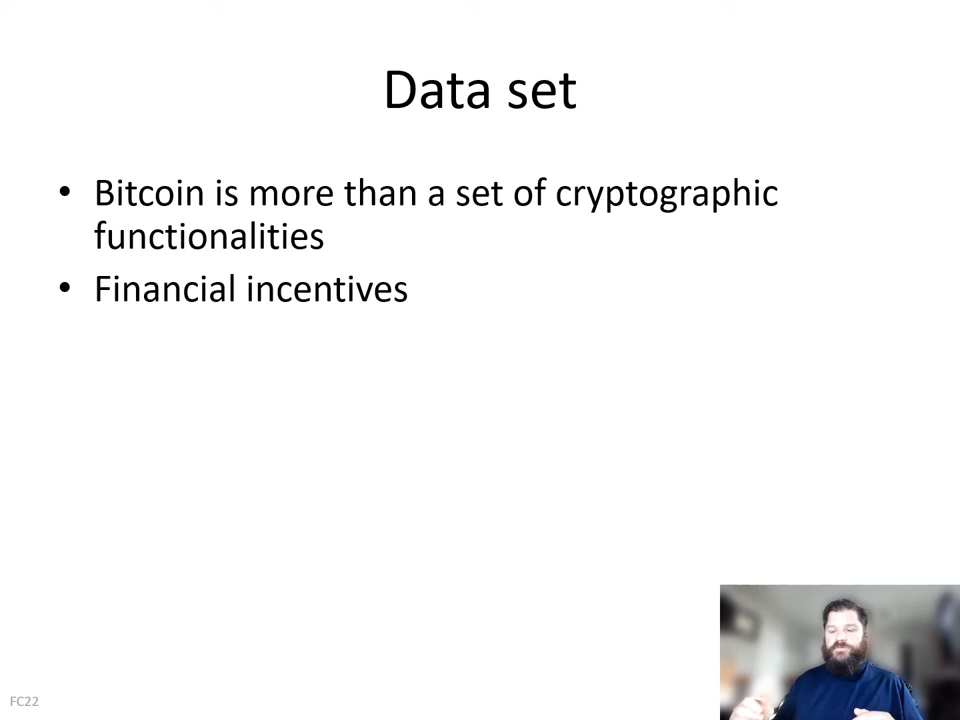 Data set
• Bitcoin is more than a set of cryptographic
functionalities
• Financial incentives
FC22